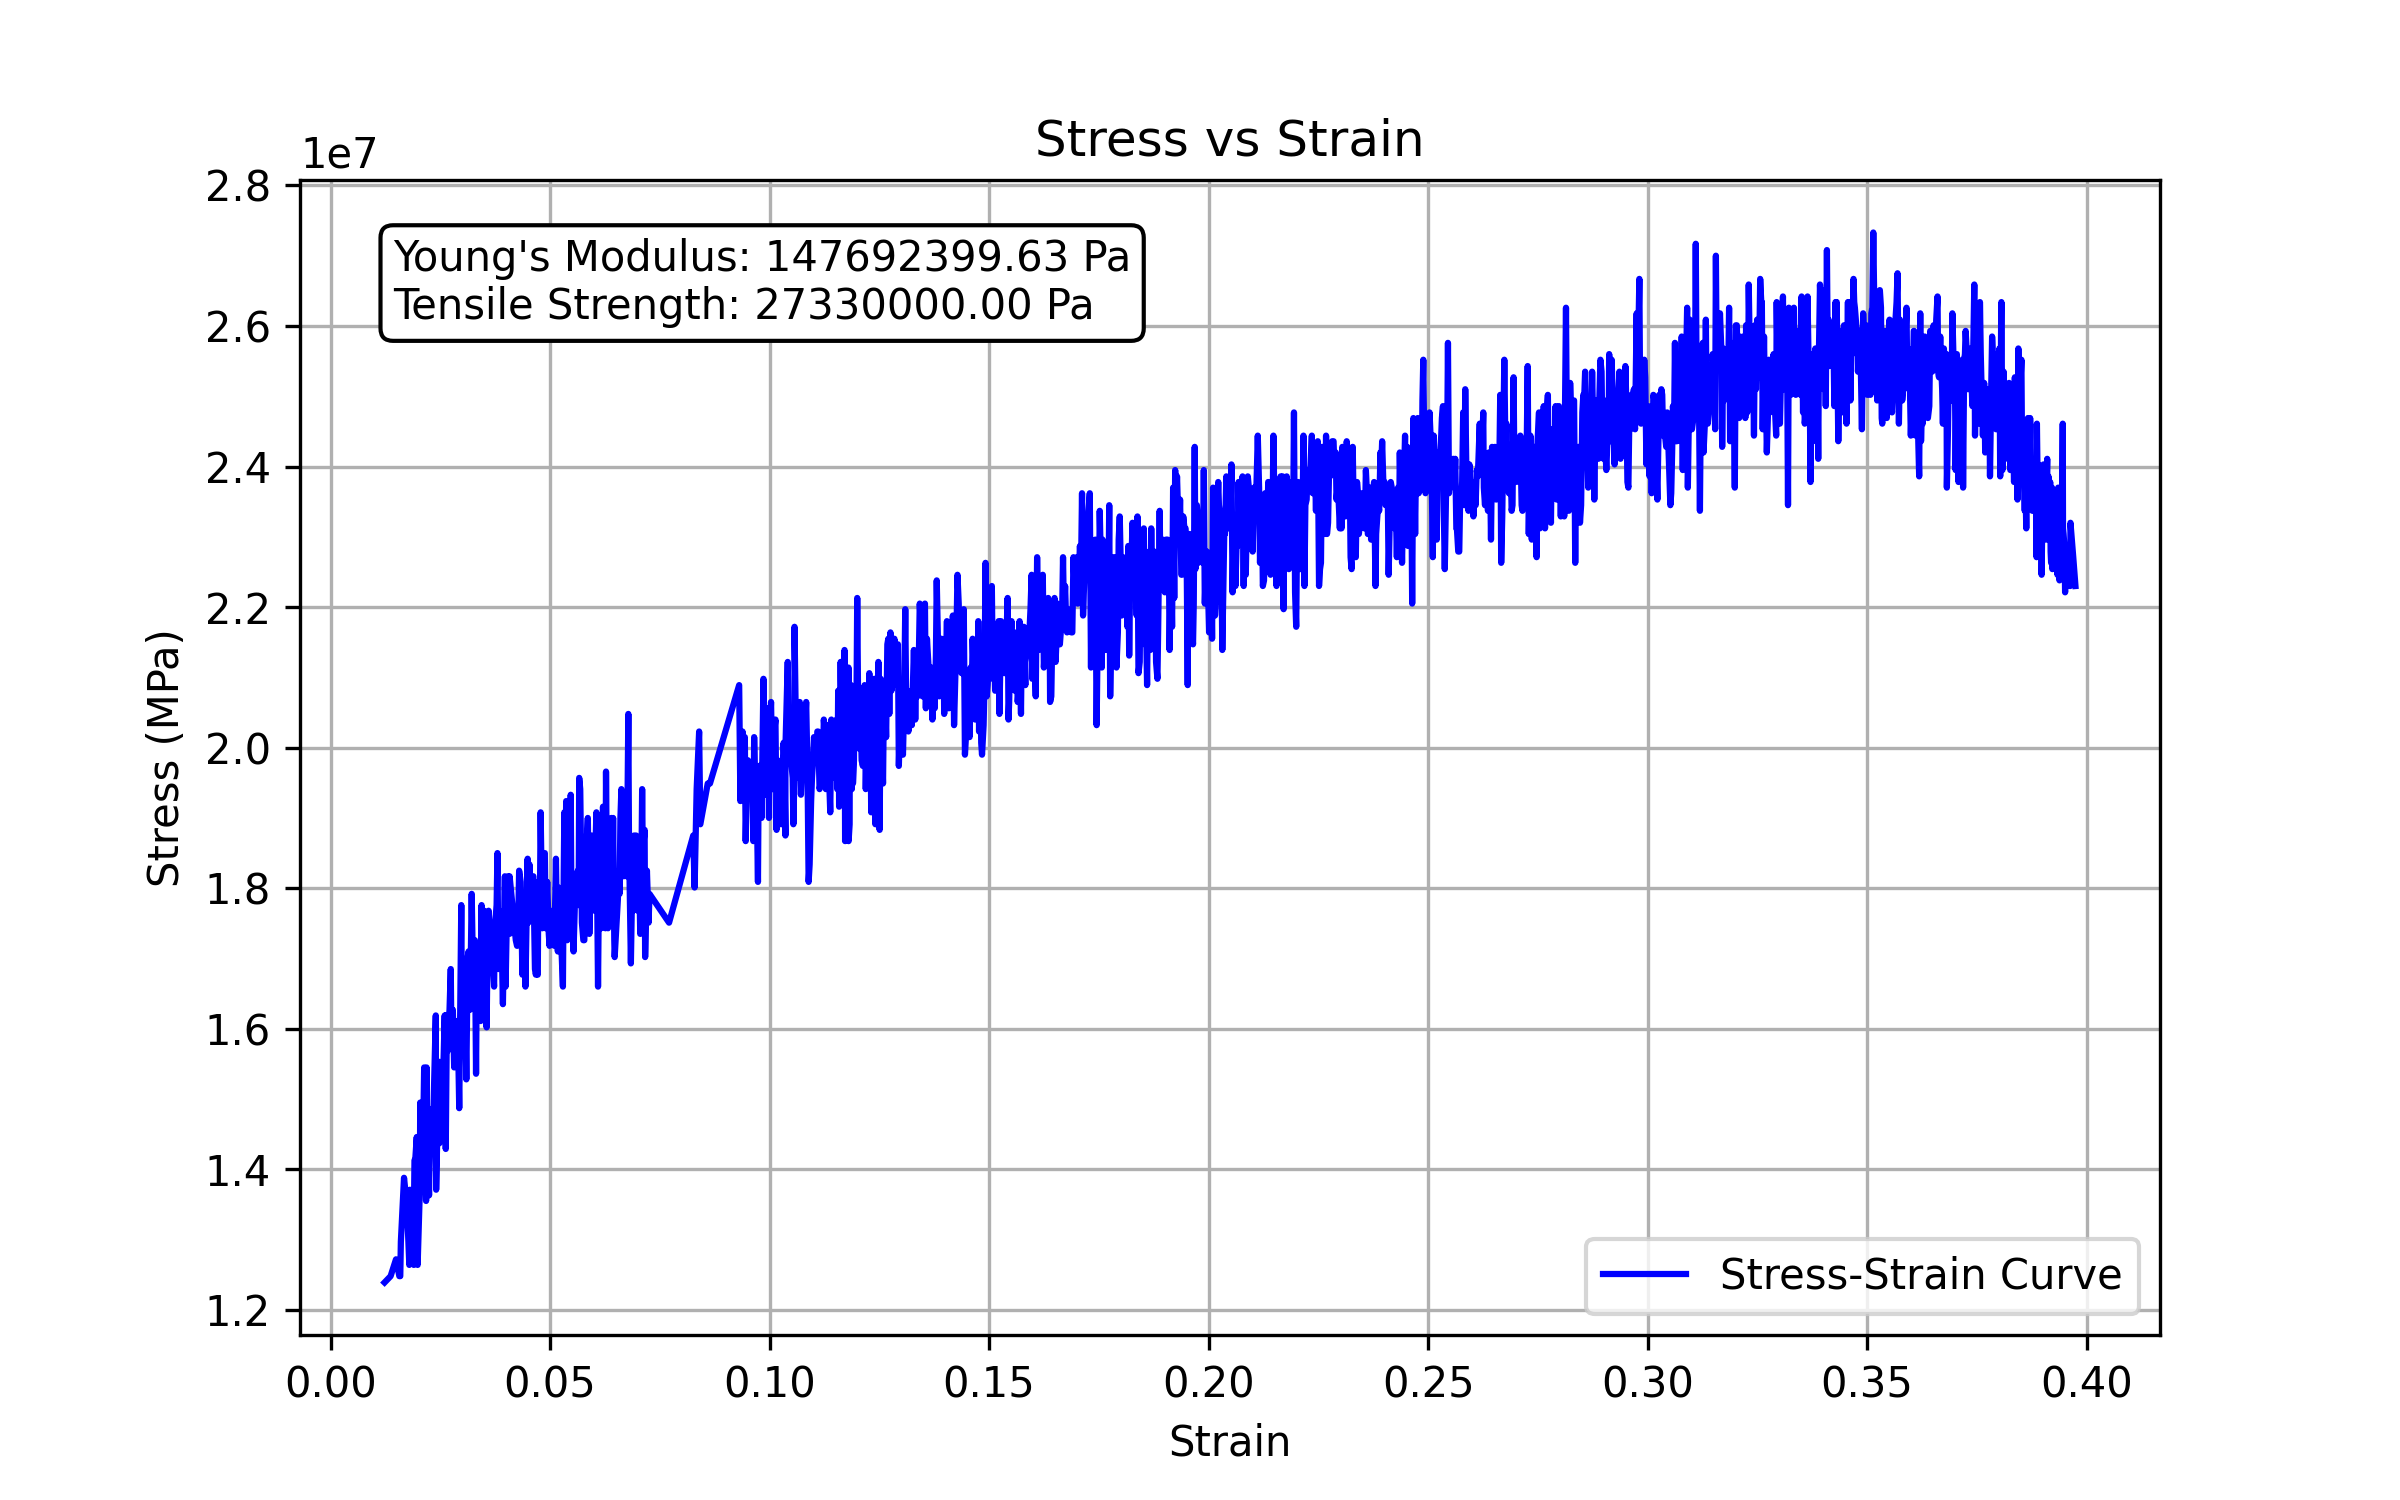 Stress vs Strain
1e7
2.8
2.6
2.4
2.2
2.0
1.8
1.6
1.4
1.2
Stress (MPa)
Young's Modulus: 147692399.63 Pa
Tensile Strength: 27330000.00 Pa
Stress-Strain Curve
0.00 0.05 0.10 0.15 0.20 0.25 0.30 0.35 0.40
Strain